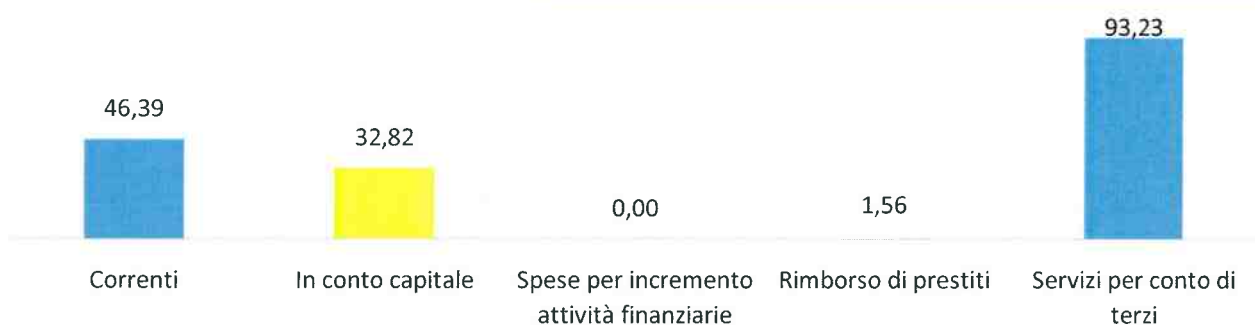 93,23
46,39
32,82
0,00
1,56
Correnti
In conto capitale
Spese per incremento
attività finanziarie
Rimborso di prestiti
Servizi per conto di
terzi